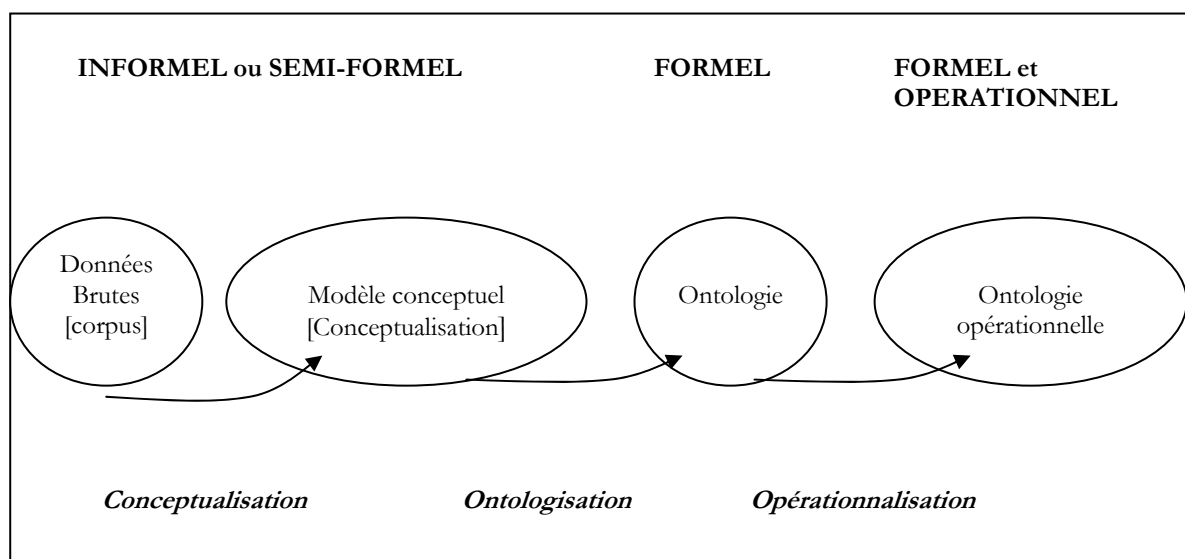 INFORMEL ou SEMI-FORMEL
FORMEL
FORMEL et
OPERATIONNEL
Données
Brutes
[corpus]
Modèle conceptuel
[Conceptualisation]
Ontologie
Ontologie
opérationnelle
Conceptualisation
Ontologisation
Opérationnalisation